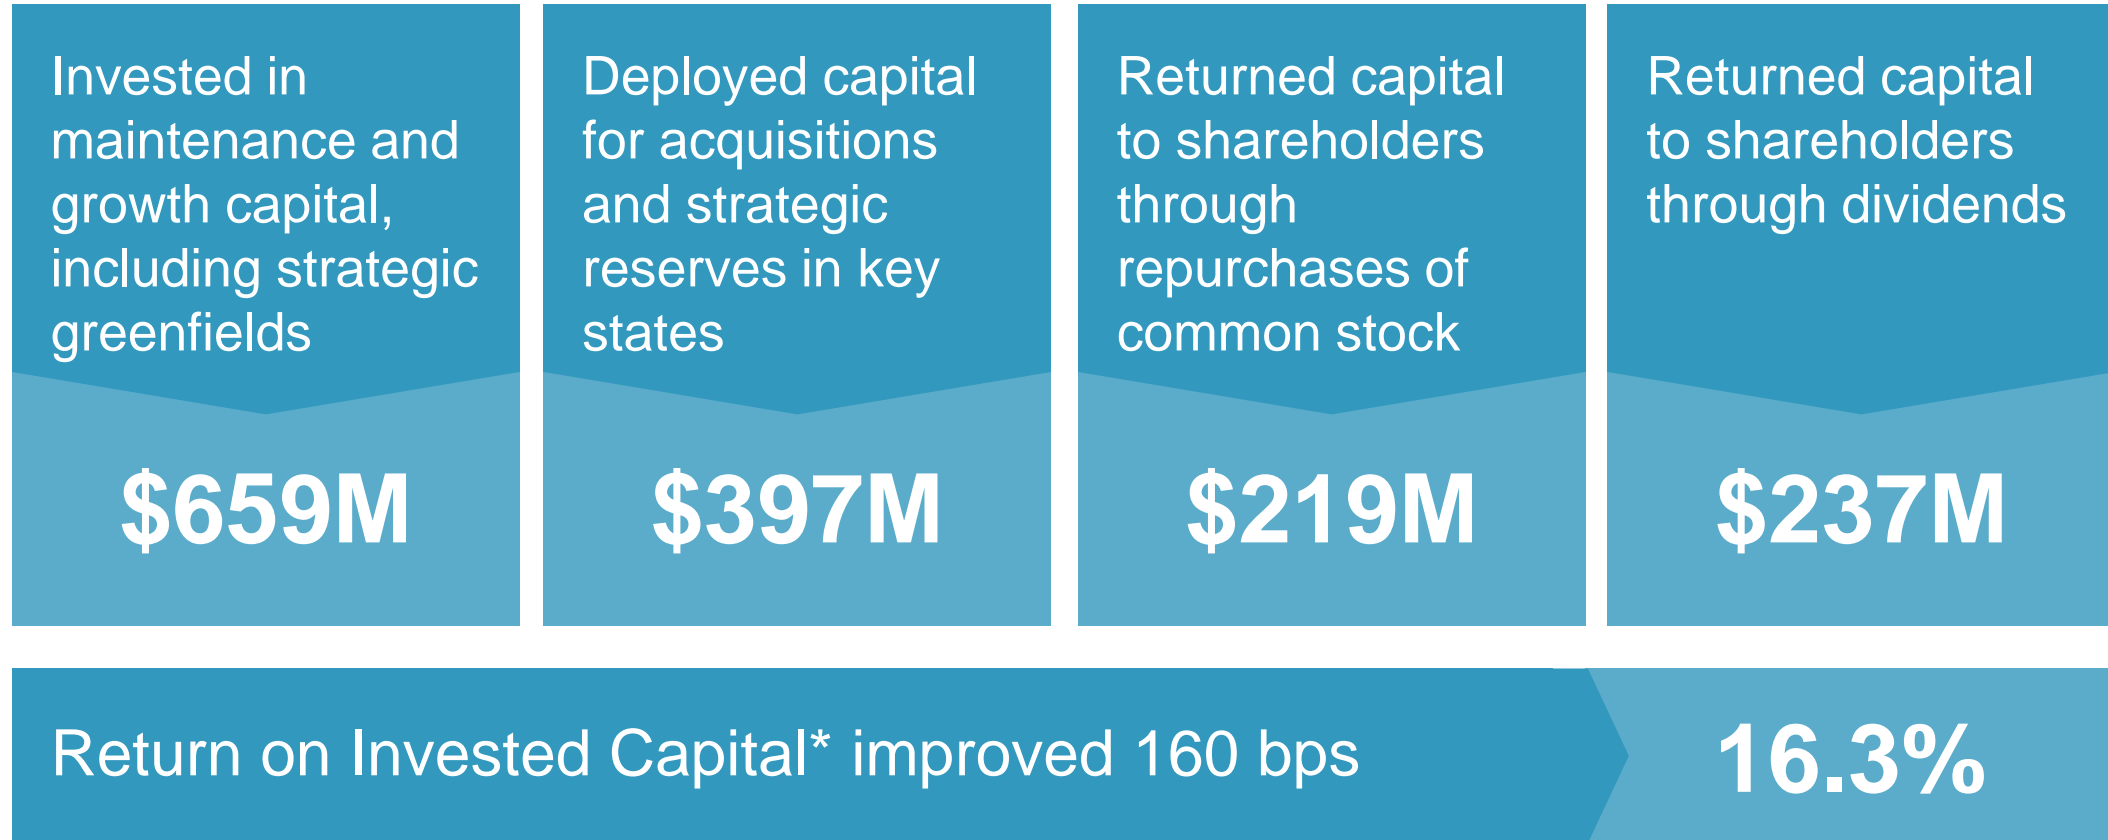 Invested in
maintenance and
growth capital,
including strategic
greenfields
$659M
Deployed capital
for acquisitions
and strategic
reserves in key
states
$397M
Returned capital
to shareholders
through
repurchases of
common stock
$219M
Returned capital
to shareholders
through dividends
$237M
Return on Invested Capital* improved 160 bps
16.3%